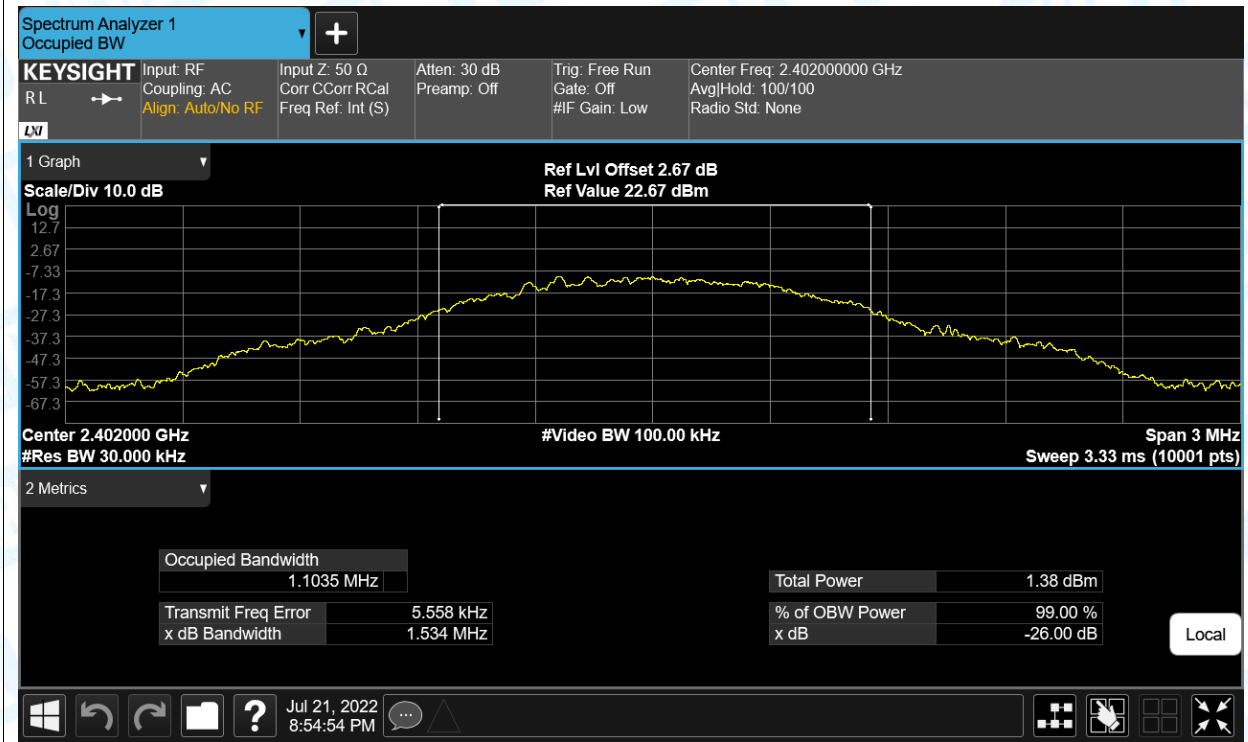 Spectrum Analyzer 1
Occupied BW
KEYSIGHT
R L
LXI
Input: RF
Coupling: AC
Align: Auto/No RF
Input Z: 50 Ω
Corr CCorr RCal
Freq Ref: Int (S)
Atten: 30 dB
Preamp: Off
Trig: Free Run
Gate: Off
#IF Gain: Low
Center Freq: 2.402000000 GHz
Avg|Hold: 100/100
Radio Std: None
1 Graph
Scale/Div 10.0 dB
Ref Lvl Offset 2.67 dB
Ref Value 22.67 dBm
Log
12.7
2.67
-7.33
-17.3
-27.3
-37.3
-47.3
-57.3
-67.3
Center 2.402000 GHz
#Video BW 100.00 kHz
Span 3 MHz
#Res BW 30.000 kHz
Sweep 3.33 ms (10001 pts)
2 Metrics
Occupied Bandwidth
1.1035 MHz
Transmit Freq Error 5.558 kHz
x dB Bandwidth 1.534 MHz
Total Power 1.38 dBm
% of OBW Power 99.00 %
x dB -26.00 dB
Local
?
Jul 21, 2022
8:54:54 PM